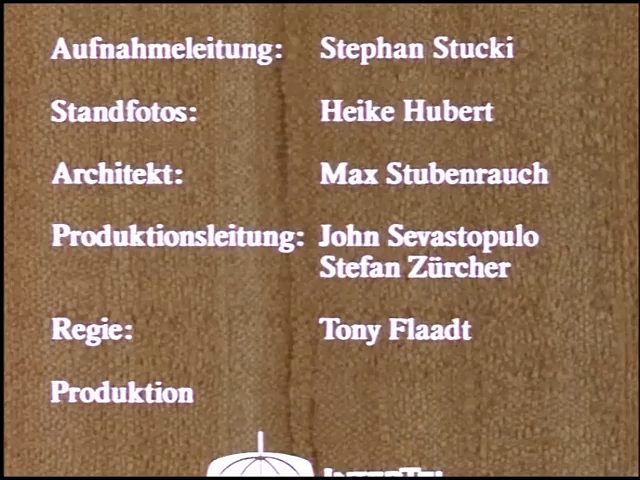 Aufnahmeleitung: Stephan Stucki
Standfotos: Heike Hubert
Architekt: Max Stubenrauch
Produktionsleitung: John Sevastopulo
Stefan Zürcher
Regie: Tony Flaadt
Produktion